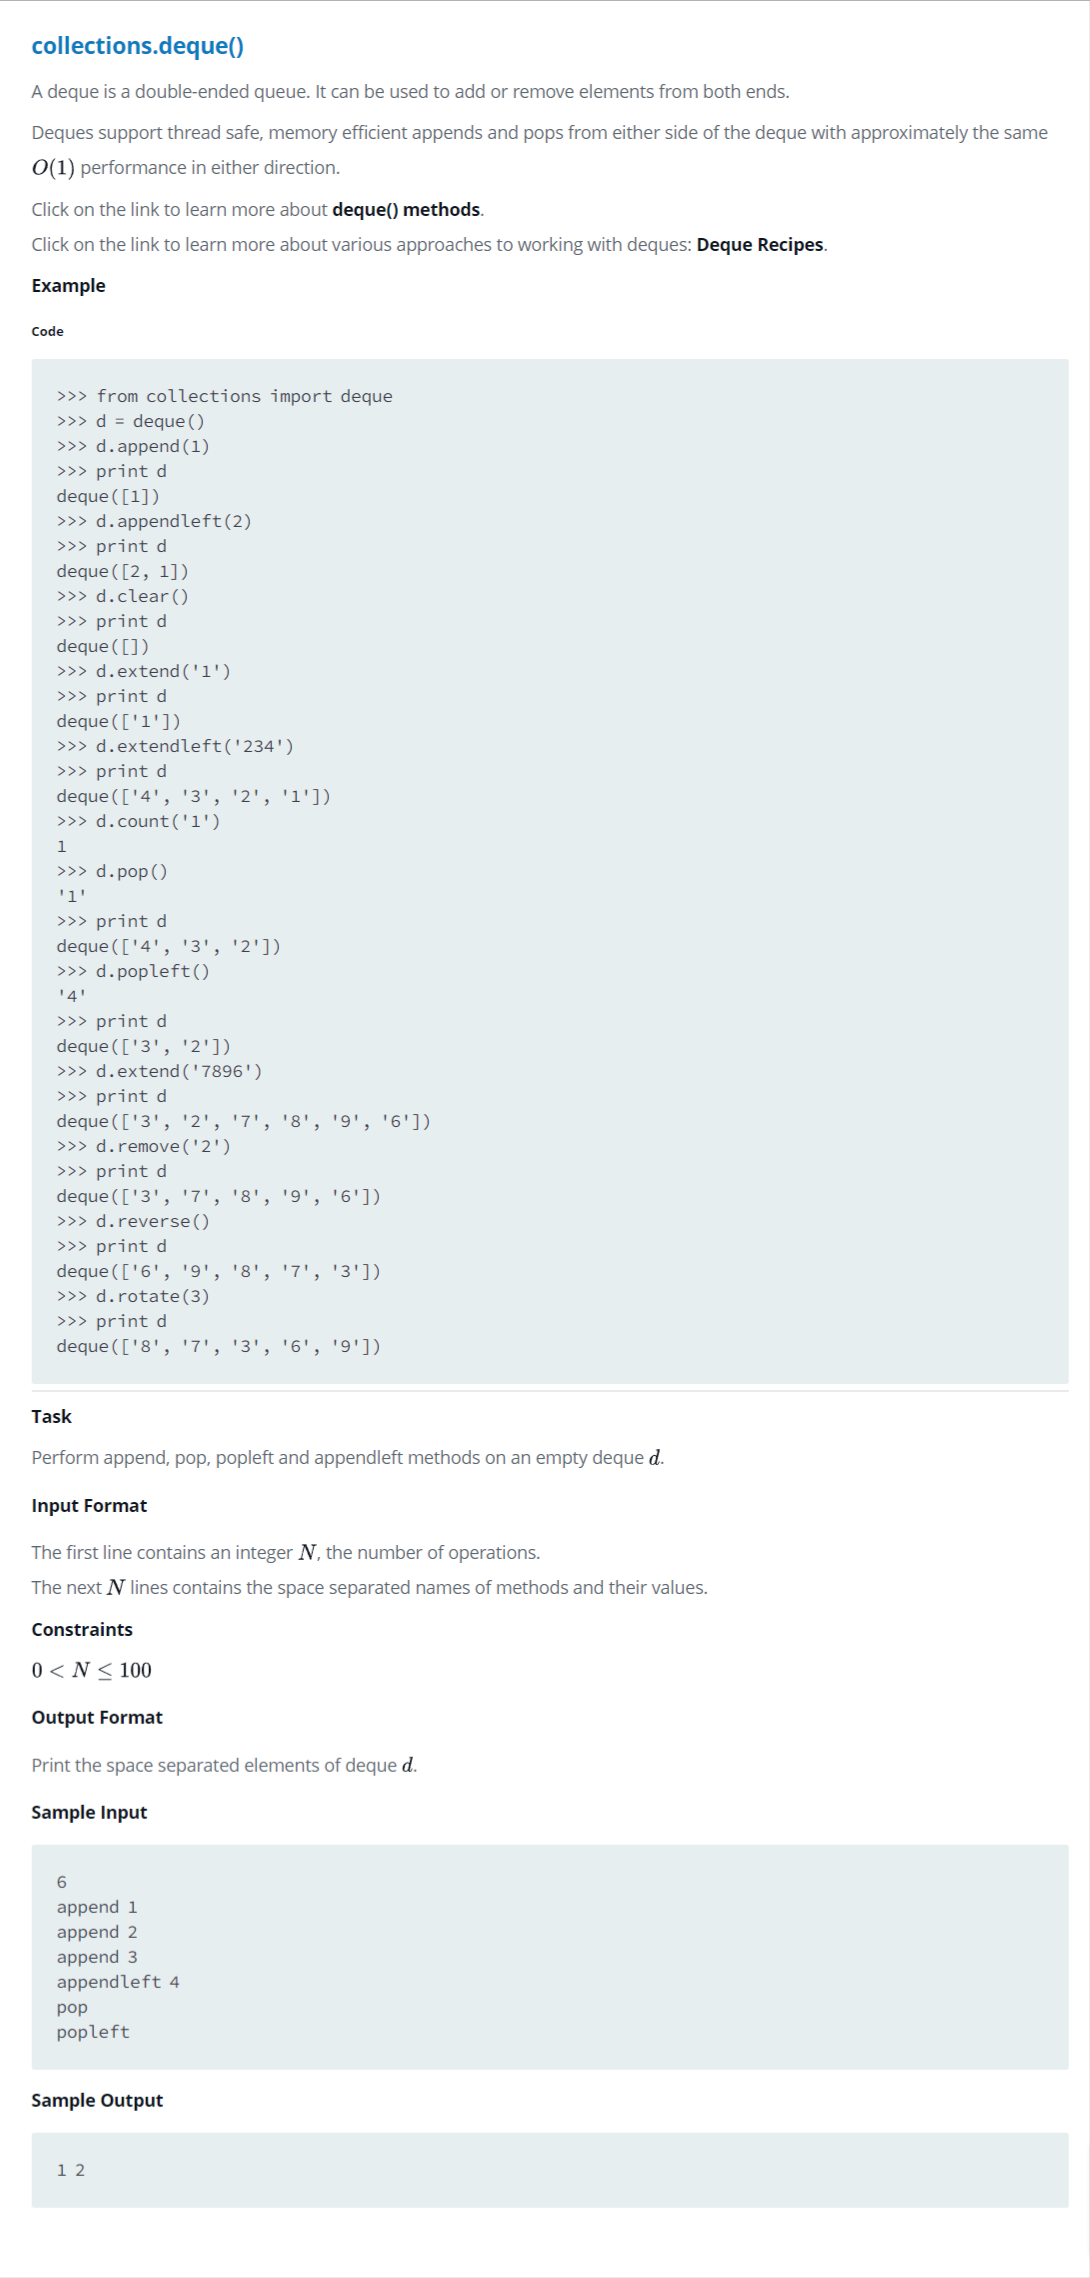 collections.deque()
A deque is a double-ended queue. It can be used to add or remove elements from both ends.
Deques support thread safe, memory efficient appends and pops from either side of the deque with approximately the same
O(1) performance in either direction.
Click on the link to learn more about deque() methods.
Click on the link to learn more about various approaches to working with deques: Deque Recipes.
Example
Code
>>> from collections import deque
>>> d = deque()
>>> d.append(1)
>>> print d
deque([1])
>>> d.appendleft(2)
>>> print d
deque([2, 1])
>>> d.clear()
>>> print d
deque([])
>>> d.extend('1')
>>> print d
deque(['1'])
>>> d.extendleft('234')
>>> print d
deque(['4', '3', '2', '1'])
>>> d.count('1')
1
>>> d.pop()
'1'
>>> print d
deque(['4', '3', '2'])
>>> d.popleft()
'4'
>>> print d
deque(['3', '2'])
>>> d.extend('7896')
>>> print d
deque(['3', '2', '7', '8', '9', '6'])
>>> d.remove('2')
>>> print d
deque(['3', '7', '8', '9', '6'])
>>> d.reverse()
>>> print d
deque(['6', '9', '8', '7', '3'])
>>> d.rotate(3)
>>> print d
deque(['8', '7', '3', '6', '9'])
Task
Perform append, pop, popleft and appendleft methods on an empty deque d.
Input Format
The first line contains an integer N, the number of operations.
The next N lines contains the space separated names of methods and their values.
Constraints
0 < N ≤ 100
Output Format
Print the space separated elements of deque d.
Sample Input
6
append 1
append 2
append 3
appendleft 4
pop
popleft
Sample Output
1 2